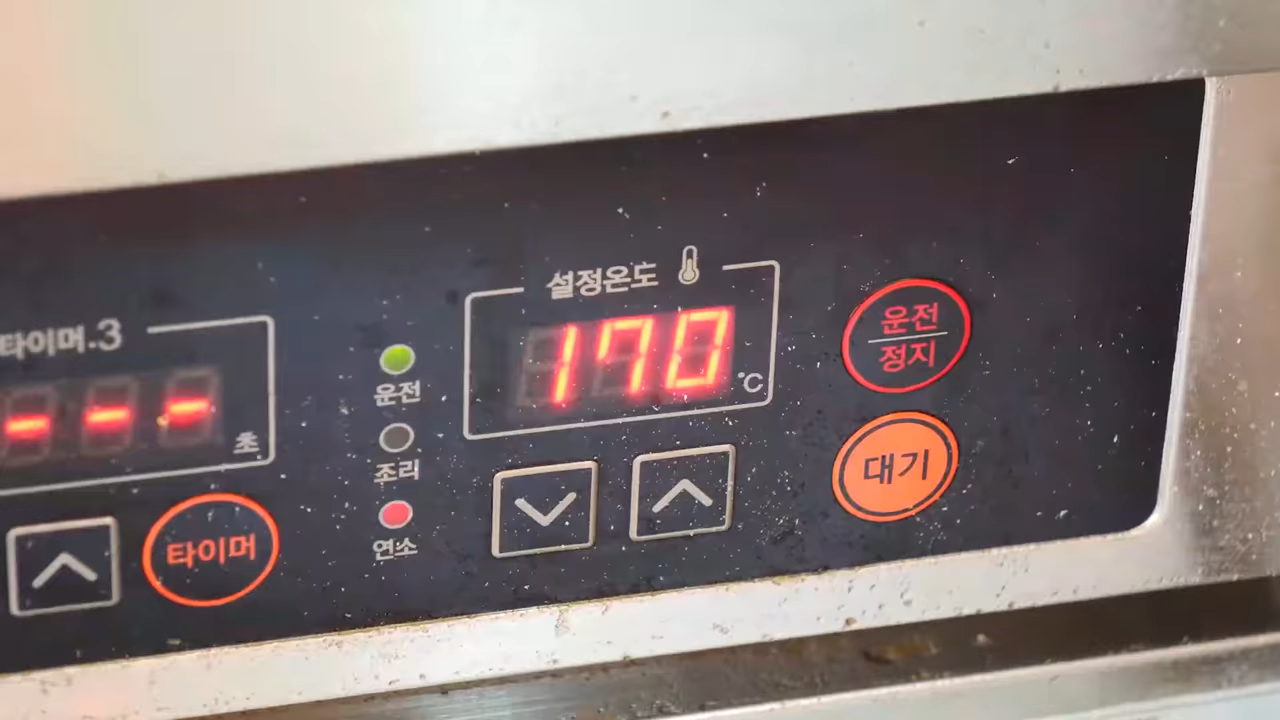 타이머.3
- - -
초
타이머
운전
조리
연소
설정온도
170
°C
운전
정지
대기